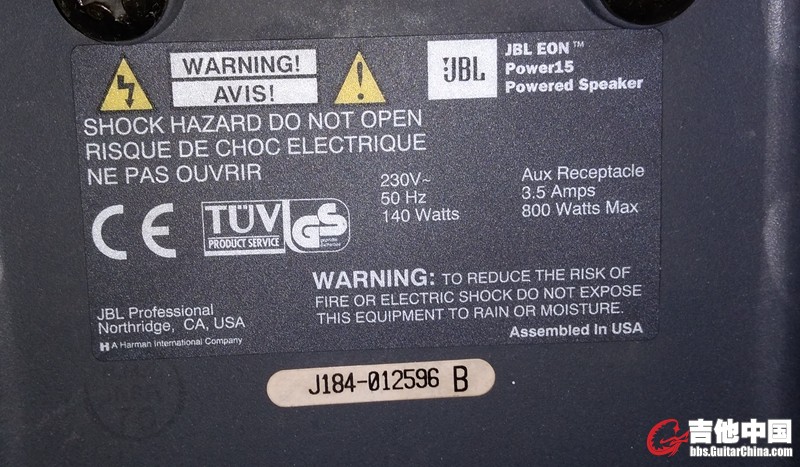 WARNING!
AVIS!
JBL
JBL EON™
Power15
Powered Speaker
SHOCK HAZARD DO NOT OPEN
RISQUE DE CHOC ELECTRIQUE
NE PAS OUVRIR
230V~
50 Hz
140 Watts
Aux Receptacle
3.5 Amps
800 Watts Max
CE
TÜV
PRODUCT SERVICE
GS
WARNING: TO REDUCE THE RISK OF
FIRE OR ELECTRIC SHOCK DO NOT EXPOSE
THIS EQUIPMENT TO RAIN OR MOISTURE.
JBL Professional
Northridge, CA, USA
H A Harman International Company
Assembled In USA
J184-012596 B
吉他中国
bbs.GuitarChina.com